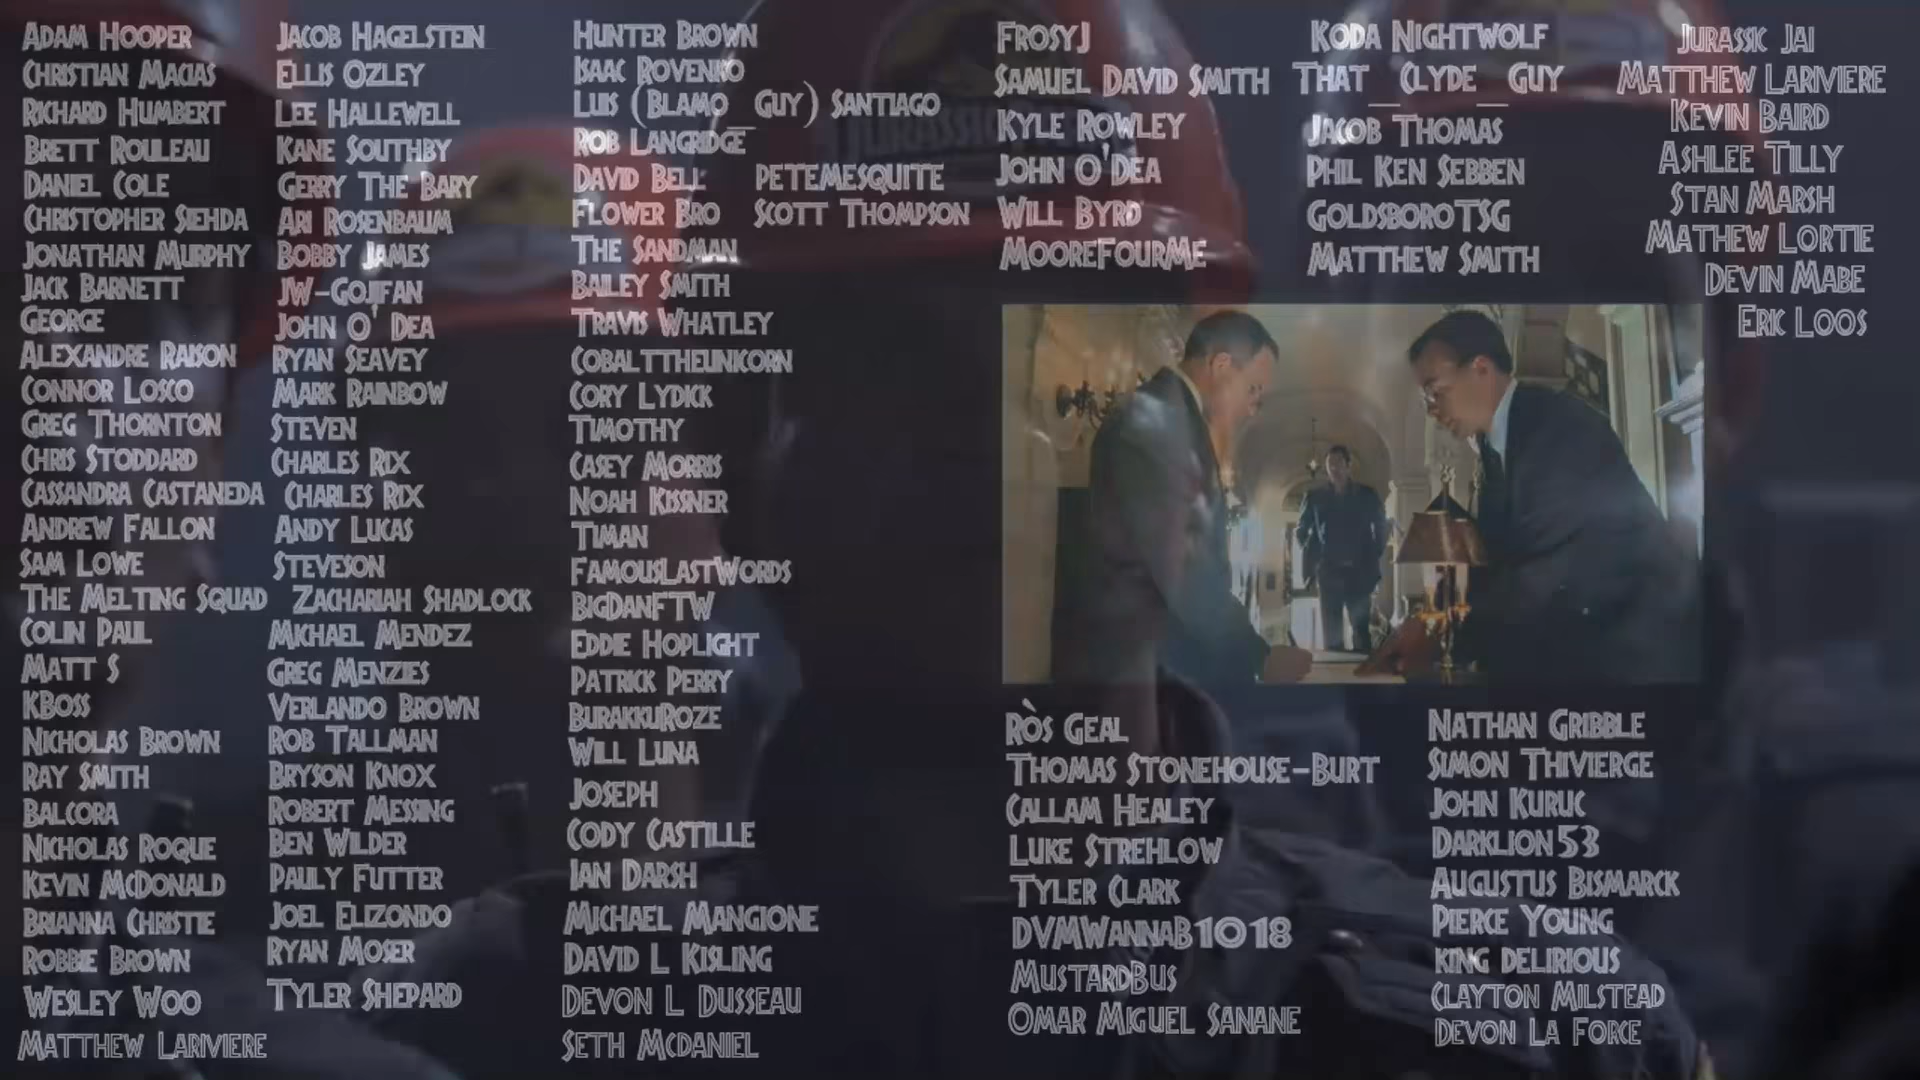 Adam Hooper
Christian Macias
Richard Humbert
Brett Rouleau
Daniel Cole
Christopher Siehda
Jonathan Murphy
Jack Barnett
George
Alexandre Raison
Connor Losco
Greg Thornton
Chris Stoddard
Cassandra Castaneda
Andrew Fallon
Sam Lowe
The Melting Squad
Colin Paul
Matt S
KBoss
Nicholas Brown
Ray Smith
Balcora
Nicholas Roque
Kevin McDonald
Brianna Christie
Robbie Brown
Wesley Woo
Matthew Lariviere
Jacob Hagelstein
Ellis Ozley
Lee Hallewell
Kane Southby
Gerry The Bary
Ari Rosenbaum
Bobby James
JW-Gojifan
John O' Dea
Ryan Seavey
Mark Rainbow
Steven
Charles Rix
Charles Rix
Andy Lucas
Steveson
Zachariah Shadlock
Michael Mendez
Greg Menzies
Verlando Brown
Rob Tallman
Bryson Knox
Robert Messing
Ben Wilder
Pauly Futter
Joel Elizondo
Ryan Moser
Tyler Shepard
Hunter Brown
Isaac Rovenko
Luis (Blamo_Guy) Santiago
Rob Langridge
David Bell
Flower Bro
The Sandman
Bailey Smith
Travis Whatley
Cobalttheunkorn
Cory Lydick
Timothy
Casey Morris
Noah Kissner
Timan
FamousLastWords
BigDanFTW
Eddie Hoplight
Patrick Perry
BurakkuRoze
Will Luna
Joseph
Cody Castille
Ian Darsh
Michael Mangione
David L Kisling
Devon L Dusseau
Seth Mcdaniel
PETEMESQUITE
Scott Thompson
FrosyJ
Samuel David Smith
Kyle Rowley
John O'Dea
Will Byrd
MooreFourMe
Koda Nightwolf
That_Clyde_Guy
Jacob Thomas
Phil Ken Sebben
GoldsboroTSG
Matthew Smith
Jurassic Jai
Matthew Lariviere
Kevin Baird
Ashlee Tilly
Stan Marsh
Mathew Lortie
Devin Mabe
Eric Loos
Ròs Geal
Thomas Stonehouse-Burt
Callam Healey
Luke Strehlow
Tyler Clark
DVMWannaB1018
MustardBus
Omar Miguel Sanane
Nathan Gribble
Simon Thivierge
John Kuruc
Darklion53
Augustus Bismarck
Pierce Young
king delirious
Clayton Milstead
Devon La Force